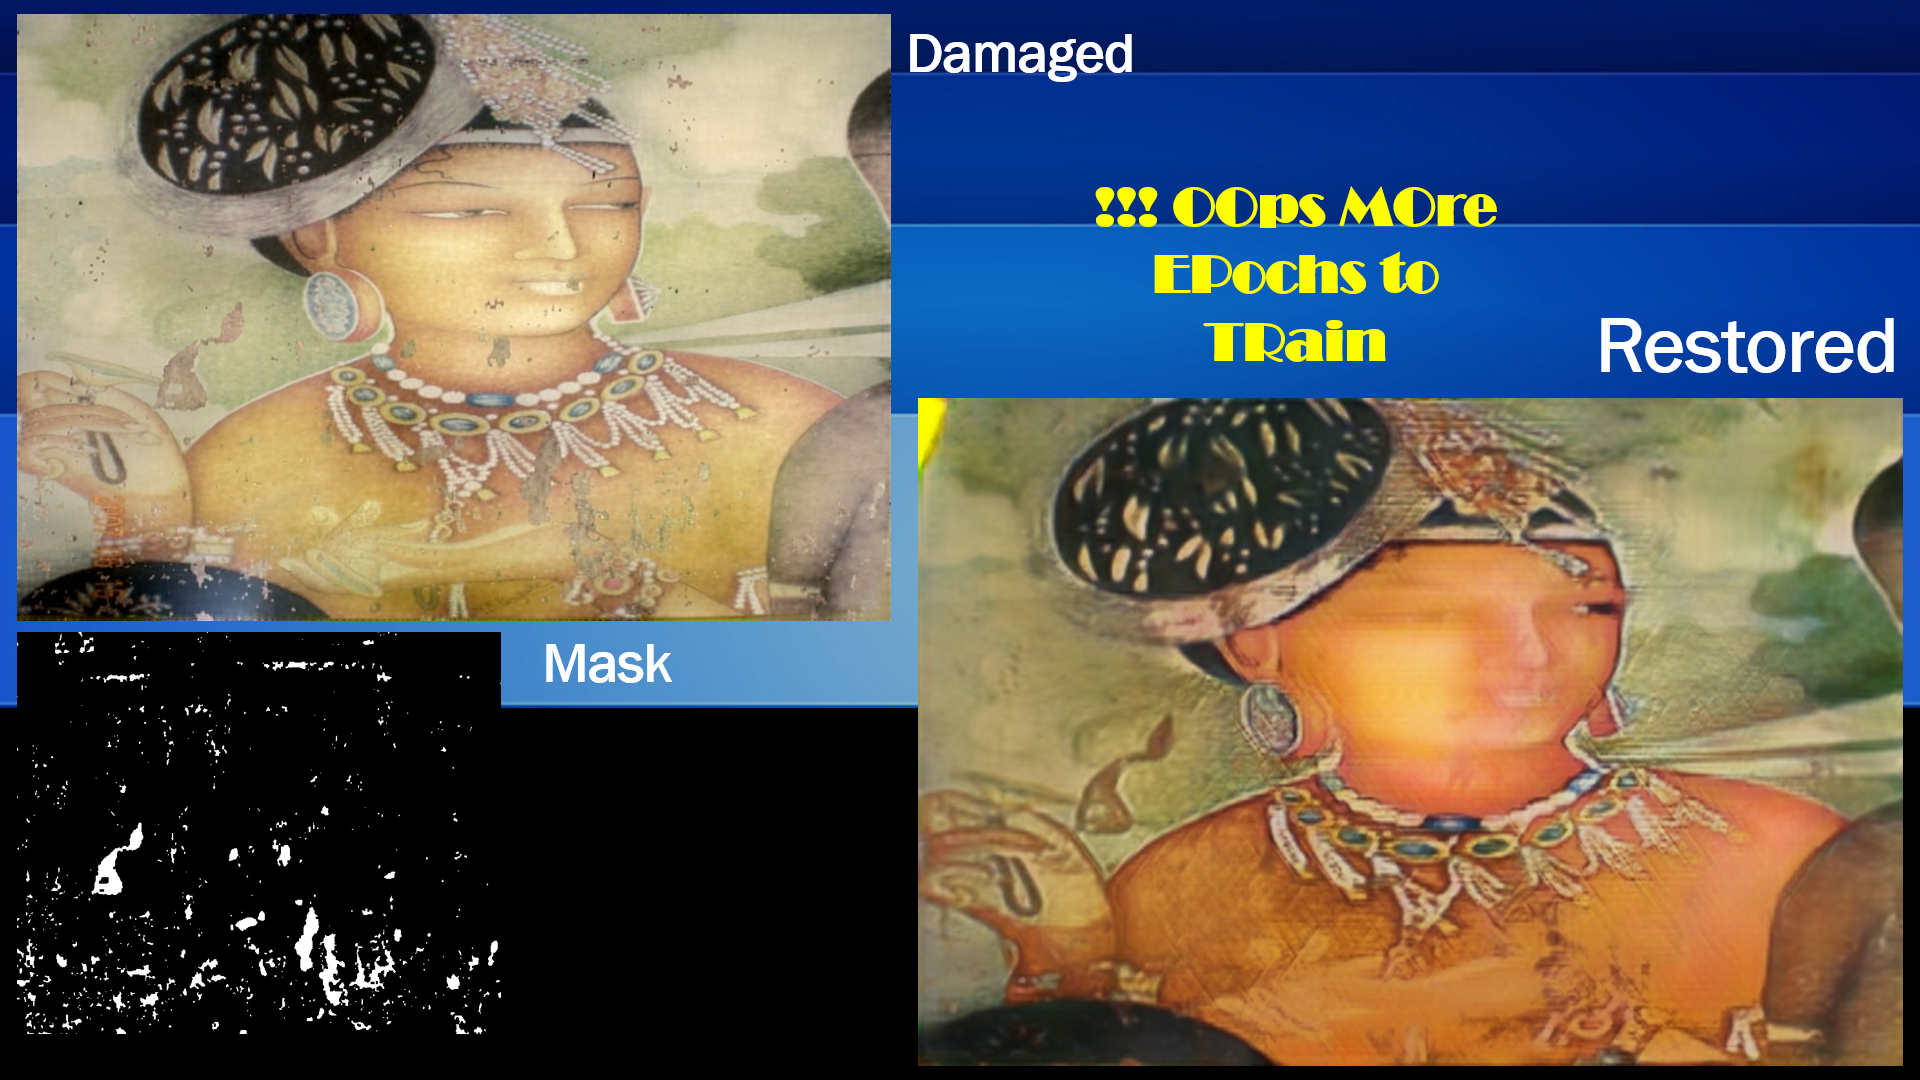 Damaged
!!! OOps MOre
EPochs to
TRain
Restored
Mask